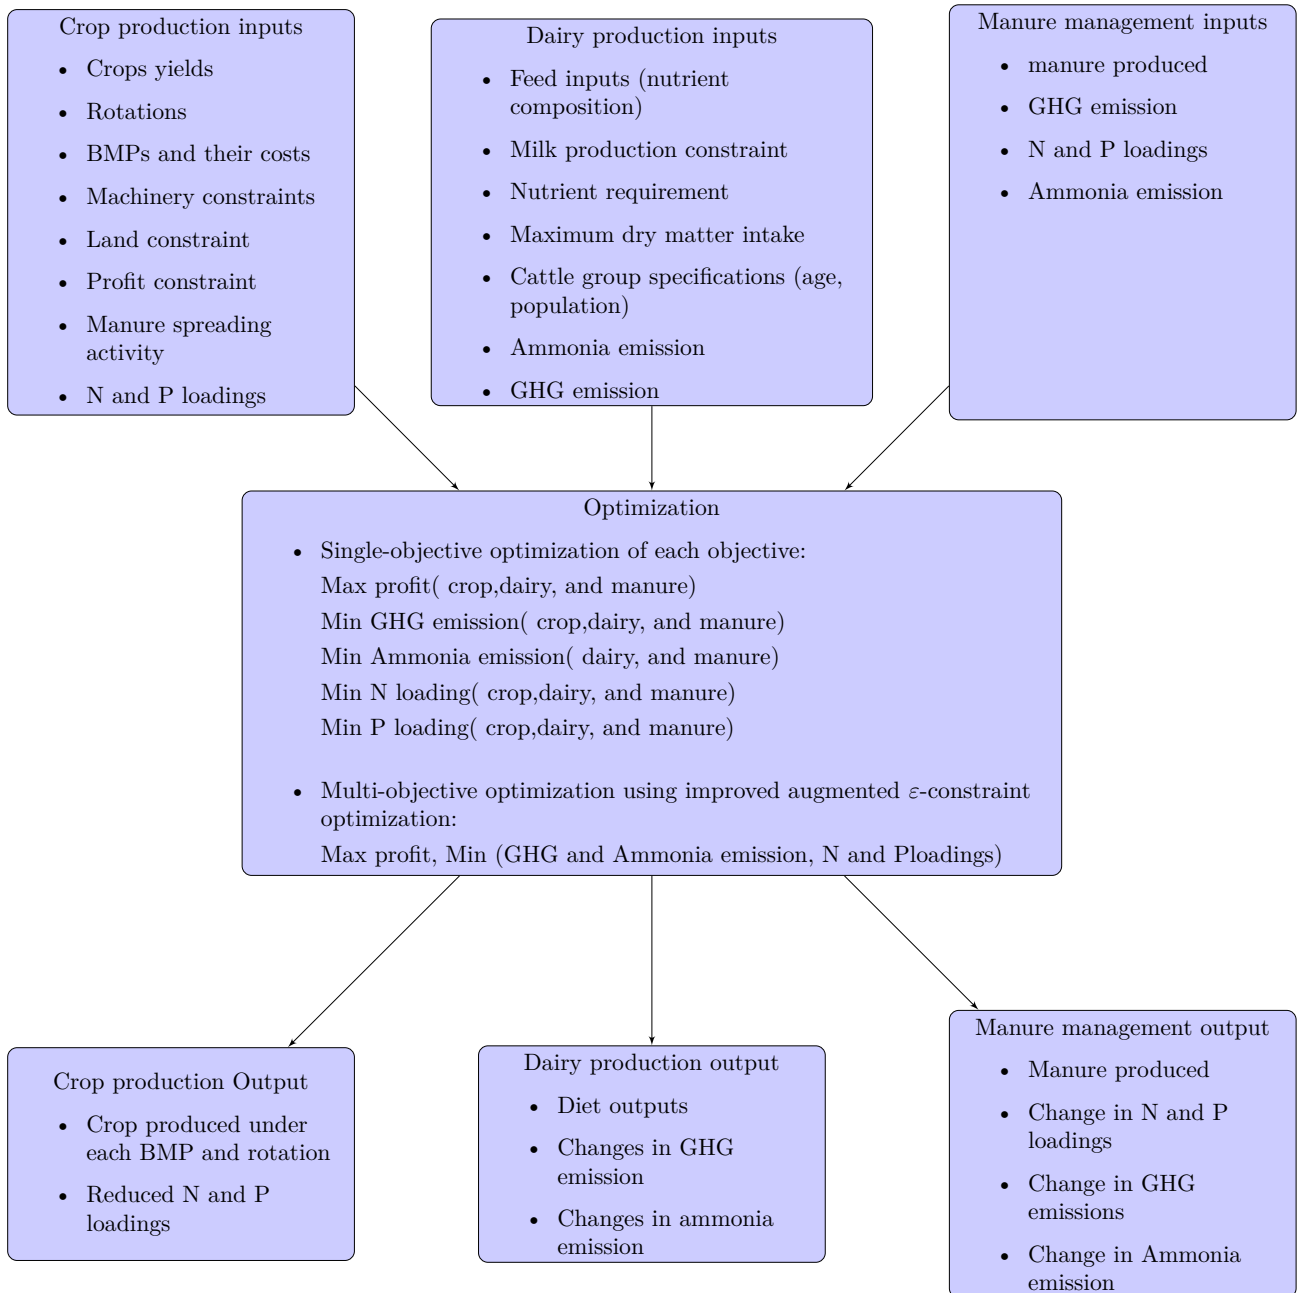 Crop production inputs
• Crops yields
• Rotations
• BMPs and their costs
• Machinery constraints
• Land constraint
• Profit constraint
• Manure spreading
activity
• N and P loadings
Dairy production inputs
• Feed inputs (nutrient
composition)
• Milk production constraint
• Nutrient requirement
• Maximum dry matter intake
• Cattle group specifications (age,
population)
• Ammonia emission
• GHG emission
Manure management inputs
• manure produced
• GHG emission
• N and P loadings
• Ammonia emission
Optimization
• Single-objective optimization of each objective:
Max profit( crop,dairy, and manure)
Min GHG emission( crop,dairy, and manure)
Min Ammonia emission( dairy, and manure)
Min N loading( crop,dairy, and manure)
Min P loading( crop,dairy, and manure)
• Multi-objective optimization using improved augmented ε-constraint
optimization:
Max profit, Min (GHG and Ammonia emission, N and Ploadings)
Crop production Output
• Crop produced under
each BMP and rotation
• Reduced N and P
loadings
Dairy production output
• Diet outputs
• Changes in GHG
emission
• Changes in ammonia
emission
Manure management output
• Manure produced
• Change in N and P
loadings
• Change in GHG
emissions
• Change in Ammonia
emission